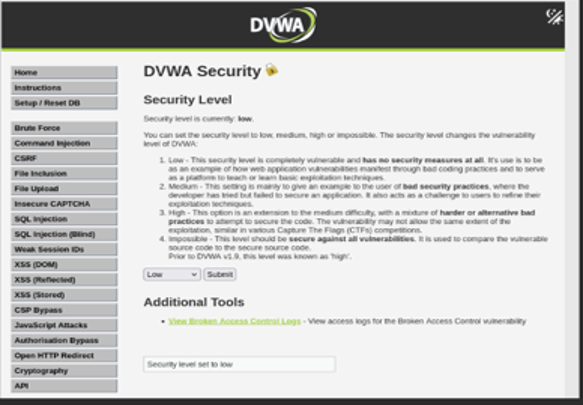 DVWA
Home
Instructions
Setup / Reset DB
Brute Force
Command Injection
CSRF
File Inclusion
File Upload
Insecure CAPTCHA
SQL Injection
SQL Injection (Blind)
Weak Session IDs
XSS (DOM)
XSS (Reflected)
XSS (Stored)
CSP Bypass
JavaScript Attacks
Authorisation Bypass
Open HTTP Redirect
Cryptography
API
DVWA Security
Security Level
Security level is currently: low.
You can set the security level to low, medium, high or impossible. The security level changes the vulnerability
level of DVWA:
1. Low - This security level is completely vulnerable and has no security measures at all. It's use is to be
as an example of how web application vulnerabilities manifest through bad coding practices and to serve
as a platform to teach or learn basic exploitation techniques.
2. Medium - This setting is mainly to give an example to the user of bad security practices, where the
developer has tried but failed to secure an application. It also acts as a challenge to users to refine their
exploitation techniques.
3. High - This option is an extension to the medium difficulty, with a mixture of harder or alternative bad
practices to attempt to secure the code. The vulnerability may not allow the same extent of the
exploitation, similar in various Capture The Flags (CTFs) competitions.
4. Impossible - This level should be secure against all vulnerabilities. It is used to compare the vulnerable
source code to the secure source code.
Prior to DVWA v1.9, this level was known as 'high'.
Low Submit
Additional Tools
• View Broken Access Control Logs - View access logs for the Broken Access Control vulnerability
Security level set to low